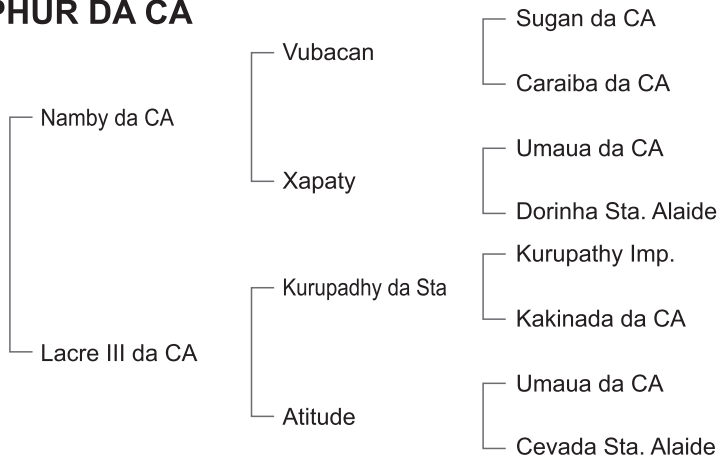 PHUR DA CA
Sugan da CA
Vubacan
Caraiba da CA
Namby da CA
Umaua da CA
Xapaty
Dorinha Sta. Alaide
Kurupathy Imp.
Kurupadhy da Sta
Kakinada da CA
Lacre III da CA
Umaua da CA
Atitude
Cevada Sta. Alaide